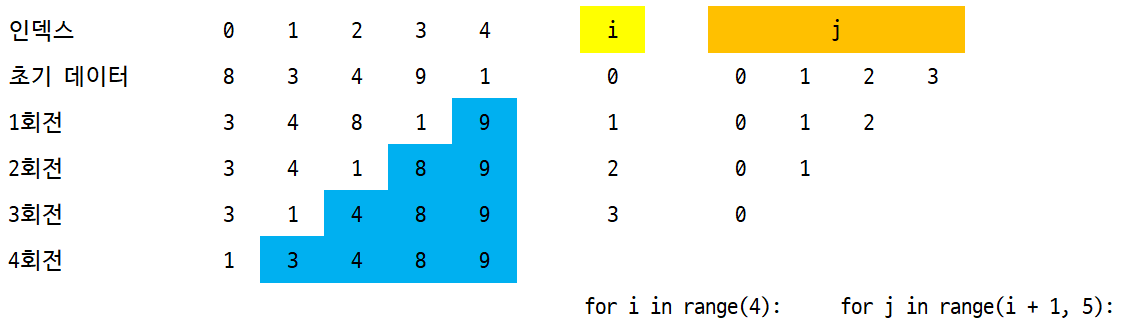 인덱스 0 1 2 3 4 i j
초기 데이터 8 3 4 9 1 0 0 1 2 3
1회전 3 4 8 1 9 1 0 1 2
2회전 3 4 1 8 9 2 0 1
3회전 3 1 4 8 9 3 0
4회전 1 3 4 8 9
for i in range(4): for j in range(i + 1, 5):